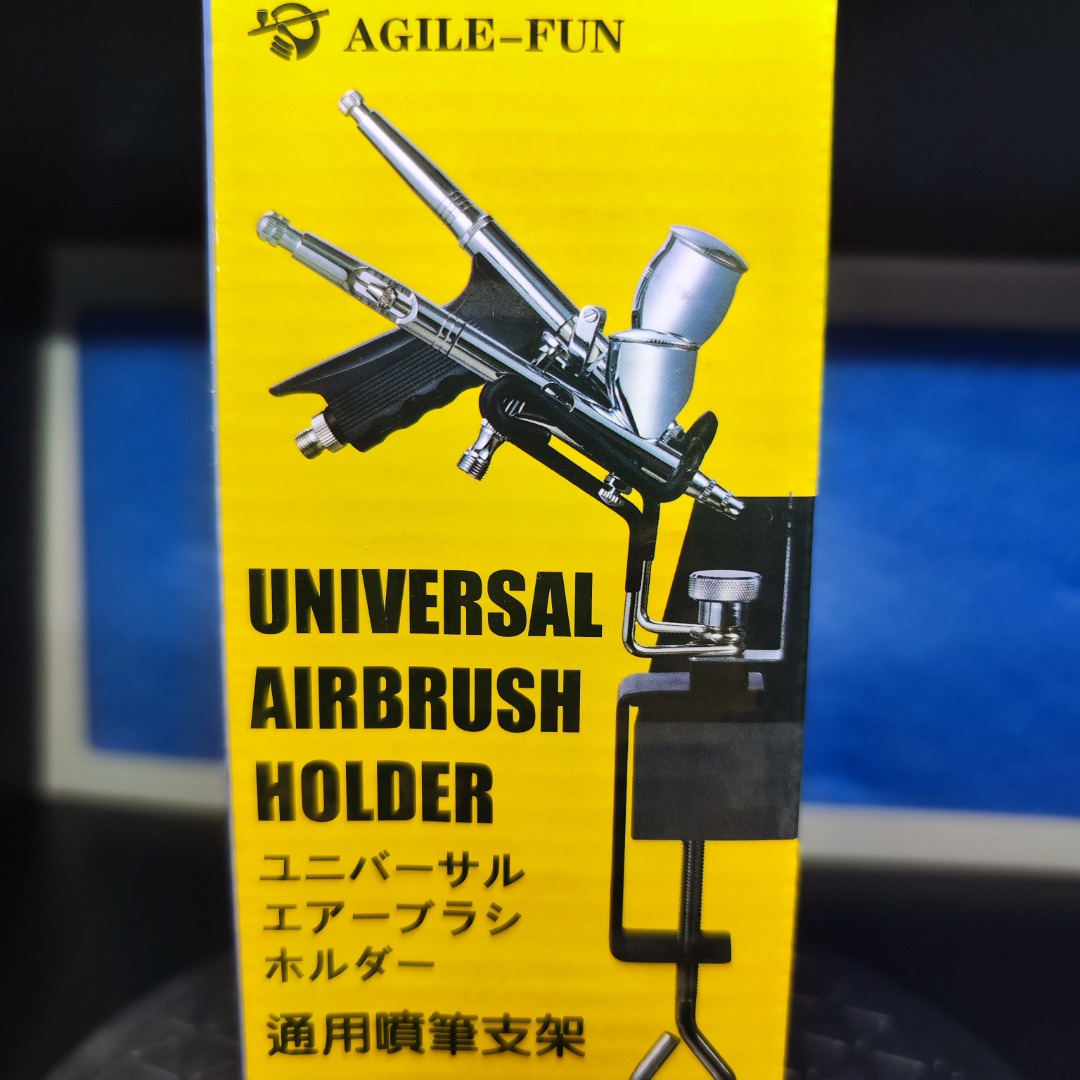 AGILE-FUN
UNIVERSAL
AIRBRUSH
HOLDER
ユニバーサル
エアーブラシ
ホルダー
通用噴筆支架